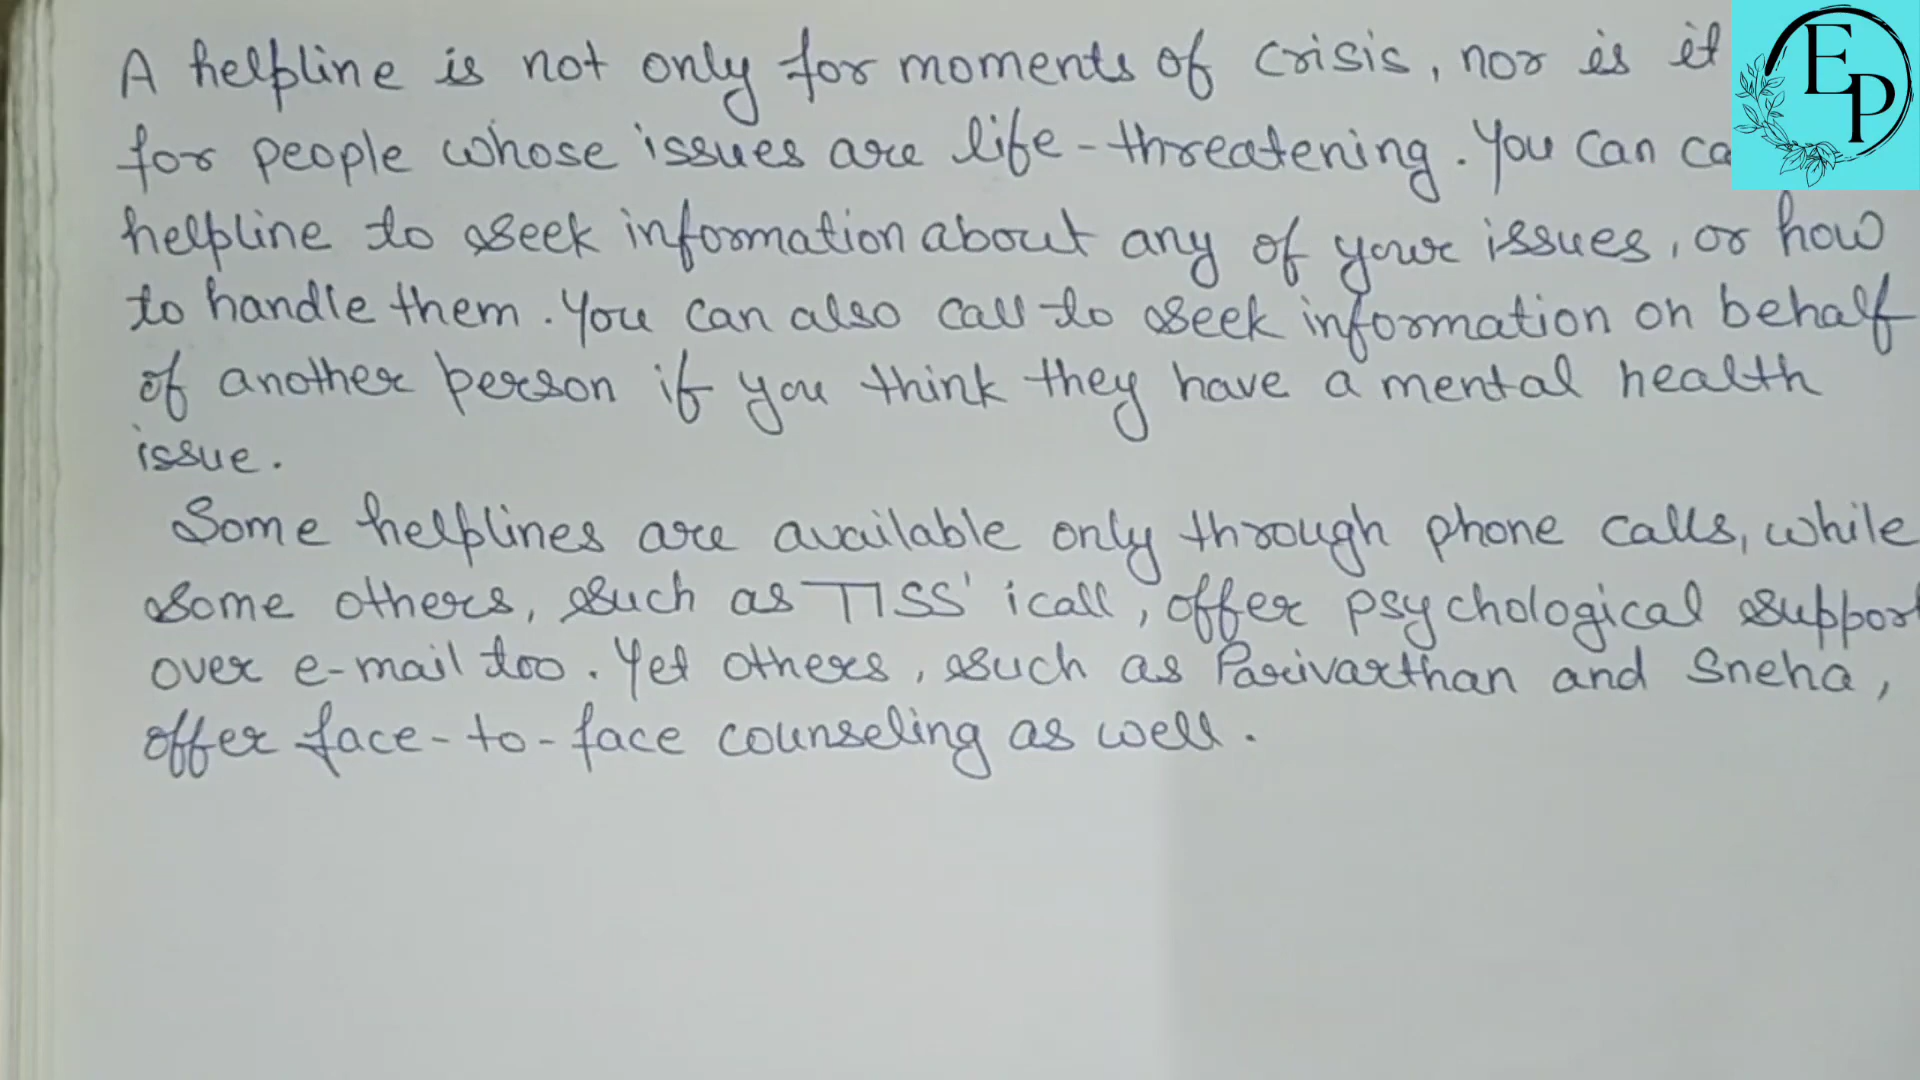 A helpline is not only for moments of crisis, nor is it
for people whose issues are life-threatening. You can
helpline to seek information about any of your issues, or how
to handle them. You can also call to seek information on behalf
of another person if you think they have a mental health
issue.
Some helplines are available only through phone calls, while
some others, such as TISS' icall, offer psychological support
over e-mail too. Yet others, such as Parivarthan and Sneha,
offer face-to-face counseling as well.
EP